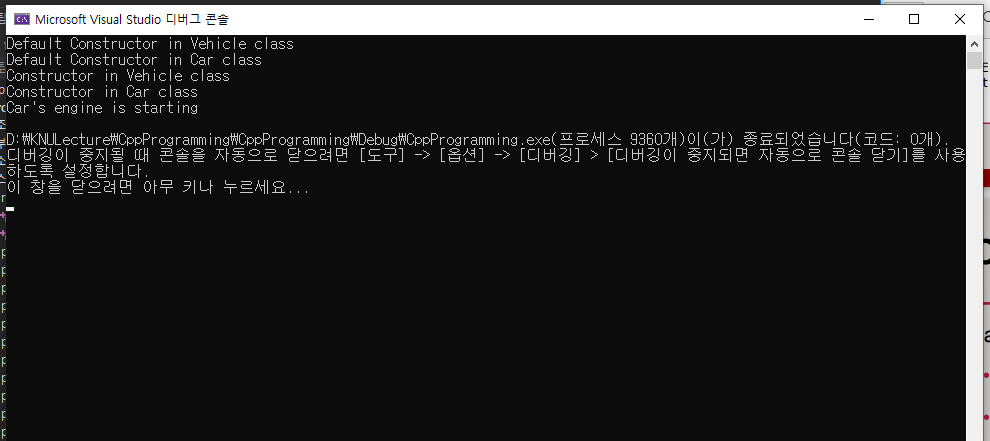 Microsoft Visual Studio 디버그 콘솔
Default Constructor in Vehicle class
Default Constructor in Car class
Constructor in Vehicle class
Constructor in Car class
Car's engine is starting
D:₩KNULecture₩CppProgramming₩CppProgramming₩Debug₩CppProgramming.exe(프로세스 9360개)이(가) 종료되었습니다(코드: 0개).
디버깅이 중지될 때 콘솔을 자동으로 닫으려면 [도구] -> [옵션] -> [디버깅] > [디버깅이 중지되면 자동으로 콘솔 닫기]를 사용
하도록 설정합니다.
이 창을 닫으려면 아무 키나 누르세요...